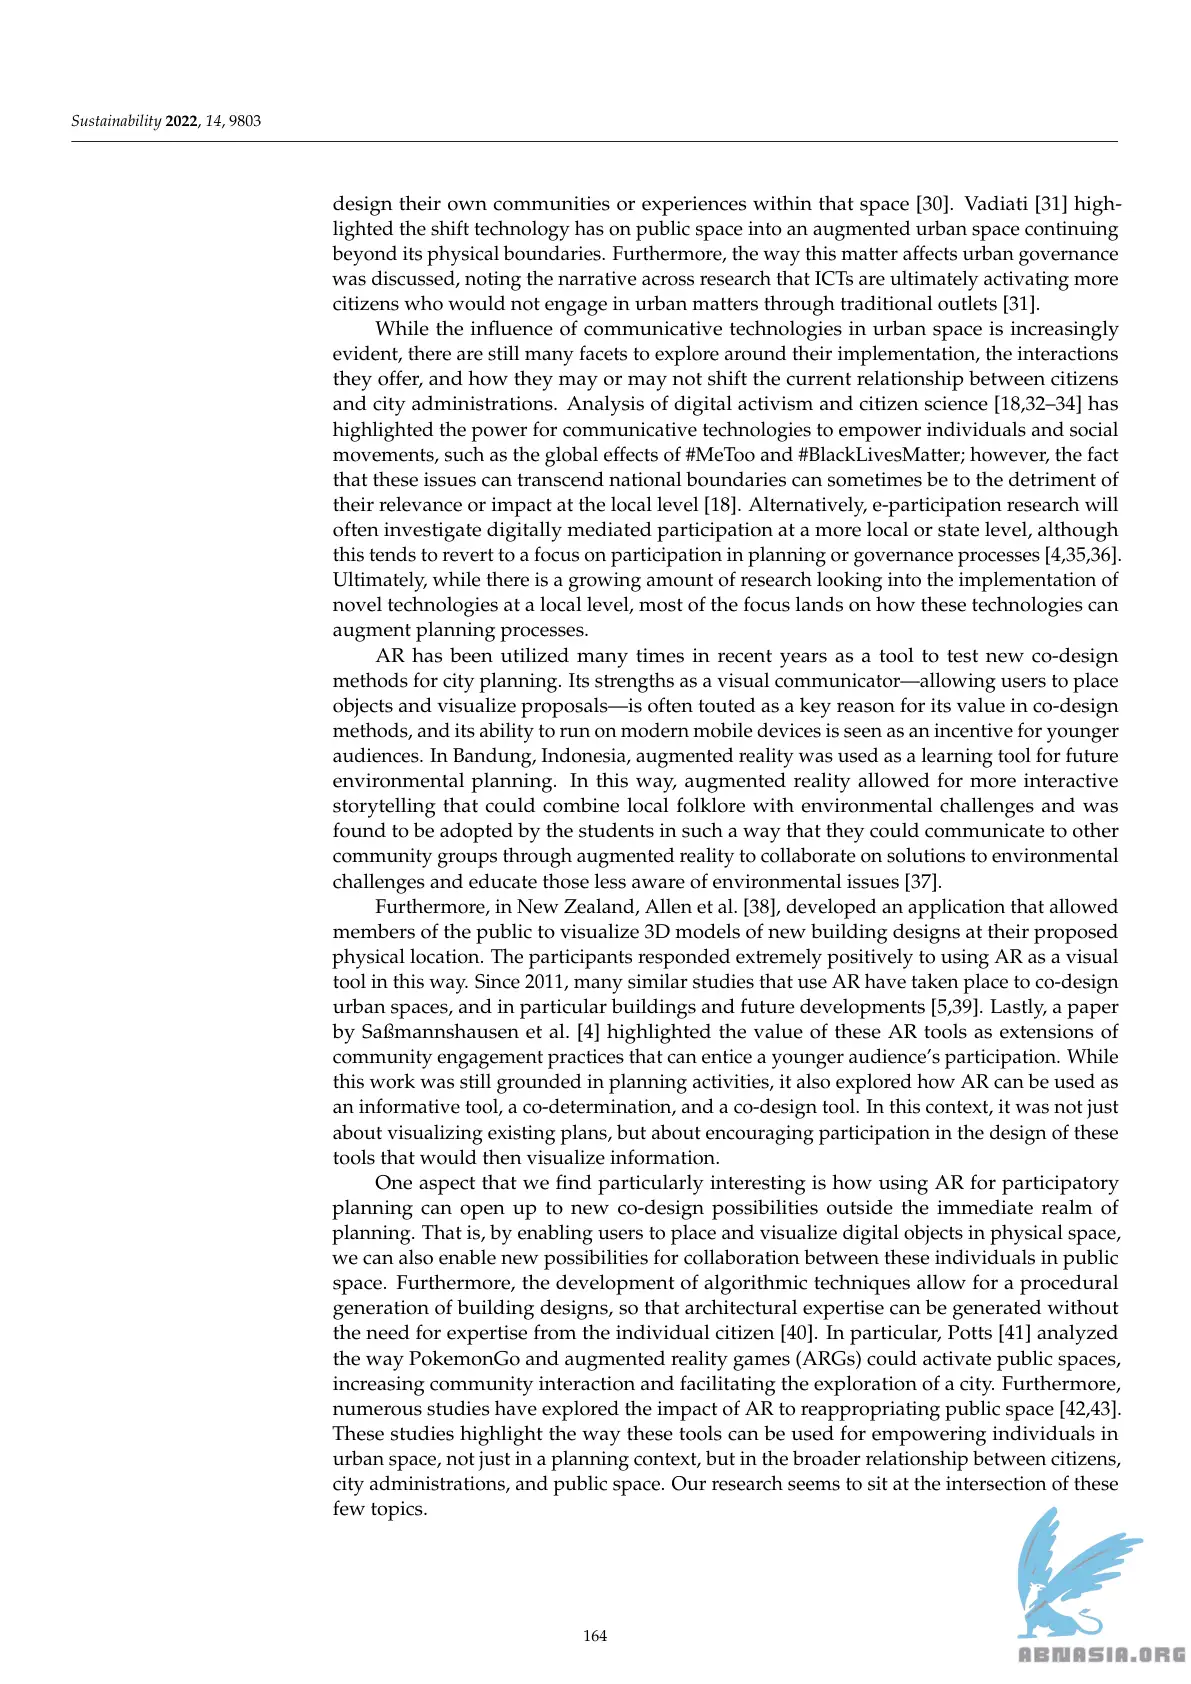 Sustainability 2022, 14, 9803
design their own communities or experiences within that space [30]. Vadiati [31] high-
lighted the shift technology has on public space into an augmented urban space continuing
beyond its physical boundaries. Furthermore, the way this matter affects urban governance
was discussed, noting the narrative across research that ICTs are ultimately activating more
citizens who would not engage in urban matters through traditional outlets [31].
While the influence of communicative technologies in urban space is increasingly
evident, there are still many facets to explore around their implementation, the interactions
they offer, and how they may or may not shift the current relationship between citizens
and city administrations. Analysis of digital activism and citizen science [18,32–34] has
highlighted the power for communicative technologies to empower individuals and social
movements, such as the global effects of #MeToo and #BlackLivesMatter; however, the fact
that these issues can transcend national boundaries can sometimes be to the detriment of
their relevance or impact at the local level [18]. Alternatively, e-participation research will
often investigate digitally mediated participation at a more local or state level, although
this tends to revert to a focus on participation in planning or governance processes [4,35,36].
Ultimately, while there is a growing amount of research looking into the implementation of
novel technologies at a local level, most of the focus lands on how these technologies can
augment planning processes.
AR has been utilized many times in recent years as a tool to test new co-design
methods for city planning. Its strengths as a visual communicator—allowing users to place
objects and visualize proposals—is often touted as a key reason for its value in co-design
methods, and its ability to run on modern mobile devices is seen as an incentive for younger
audiences. In Bandung, Indonesia, augmented reality was used as a learning tool for future
environmental planning. In this way, augmented reality allowed for more interactive
storytelling that could combine local folklore with environmental challenges and was
found to be adopted by the students in such a way that they could communicate to other
community groups through augmented reality to collaborate on solutions to environmental
challenges and educate those less aware of environmental issues [37].
Furthermore, in New Zealand, Allen et al. [38], developed an application that allowed
members of the public to visualize 3D models of new building designs at their proposed
physical location. The participants responded extremely positively to using AR as a visual
tool in this way. Since 2011, many similar studies that use AR have taken place to co-design
urban spaces, and in particular buildings and future developments [5,39]. Lastly, a paper
by Saßmannshausen et al. [4] highlighted the value of these AR tools as extensions of
community engagement practices that can entice a younger audience’s participation. While
this work was still grounded in planning activities, it also explored how AR can be used as
an informative tool, a co-determination, and a co-design tool. In this context, it was not just
about visualizing existing plans, but about encouraging participation in the design of these
tools that would then visualize information.
One aspect that we find particularly interesting is how using AR for participatory
planning can open up to new co-design possibilities outside the immediate realm of
planning. That is, by enabling users to place and visualize digital objects in physical space,
we can also enable new possibilities for collaboration between these individuals in public
space. Furthermore, the development of algorithmic techniques allow for a procedural
generation of building designs, so that architectural expertise can be generated without
the need for expertise from the individual citizen [40]. In particular, Potts [41] analyzed
the way PokemonGo and augmented reality games (ARGs) could activate public spaces,
increasing community interaction and facilitating the exploration of a city. Furthermore,
numerous studies have explored the impact of AR to reappropriating public space [42,43].
These studies highlight the way these tools can be used for empowering individuals in
urban space, not just in a planning context, but in the broader relationship between citizens,
city administrations, and public space. Our research seems to sit at the intersection of these
few topics.
164
ABNASIA.ORG